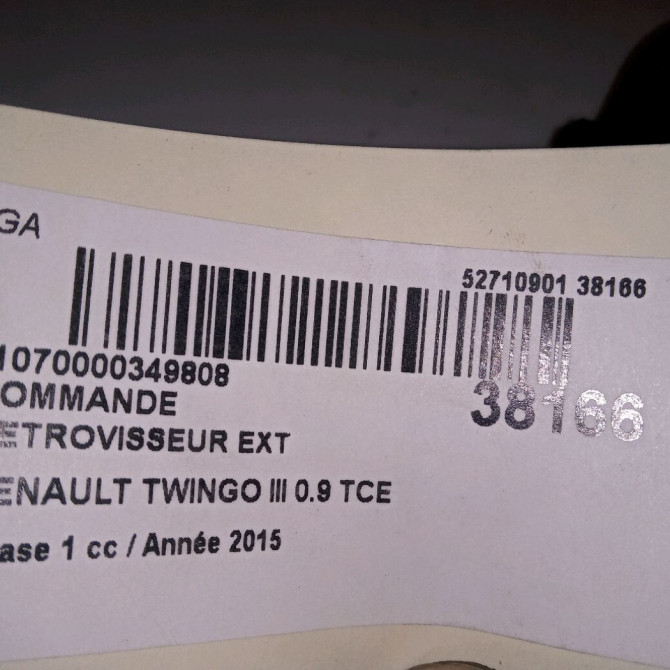 GA
52710901 38166
1070000349808
38166
OMMANDE
ETROVISSEUR EXT
ENAULT TWINGO III 0.9 TCE
ase 1 cc / Année 2015